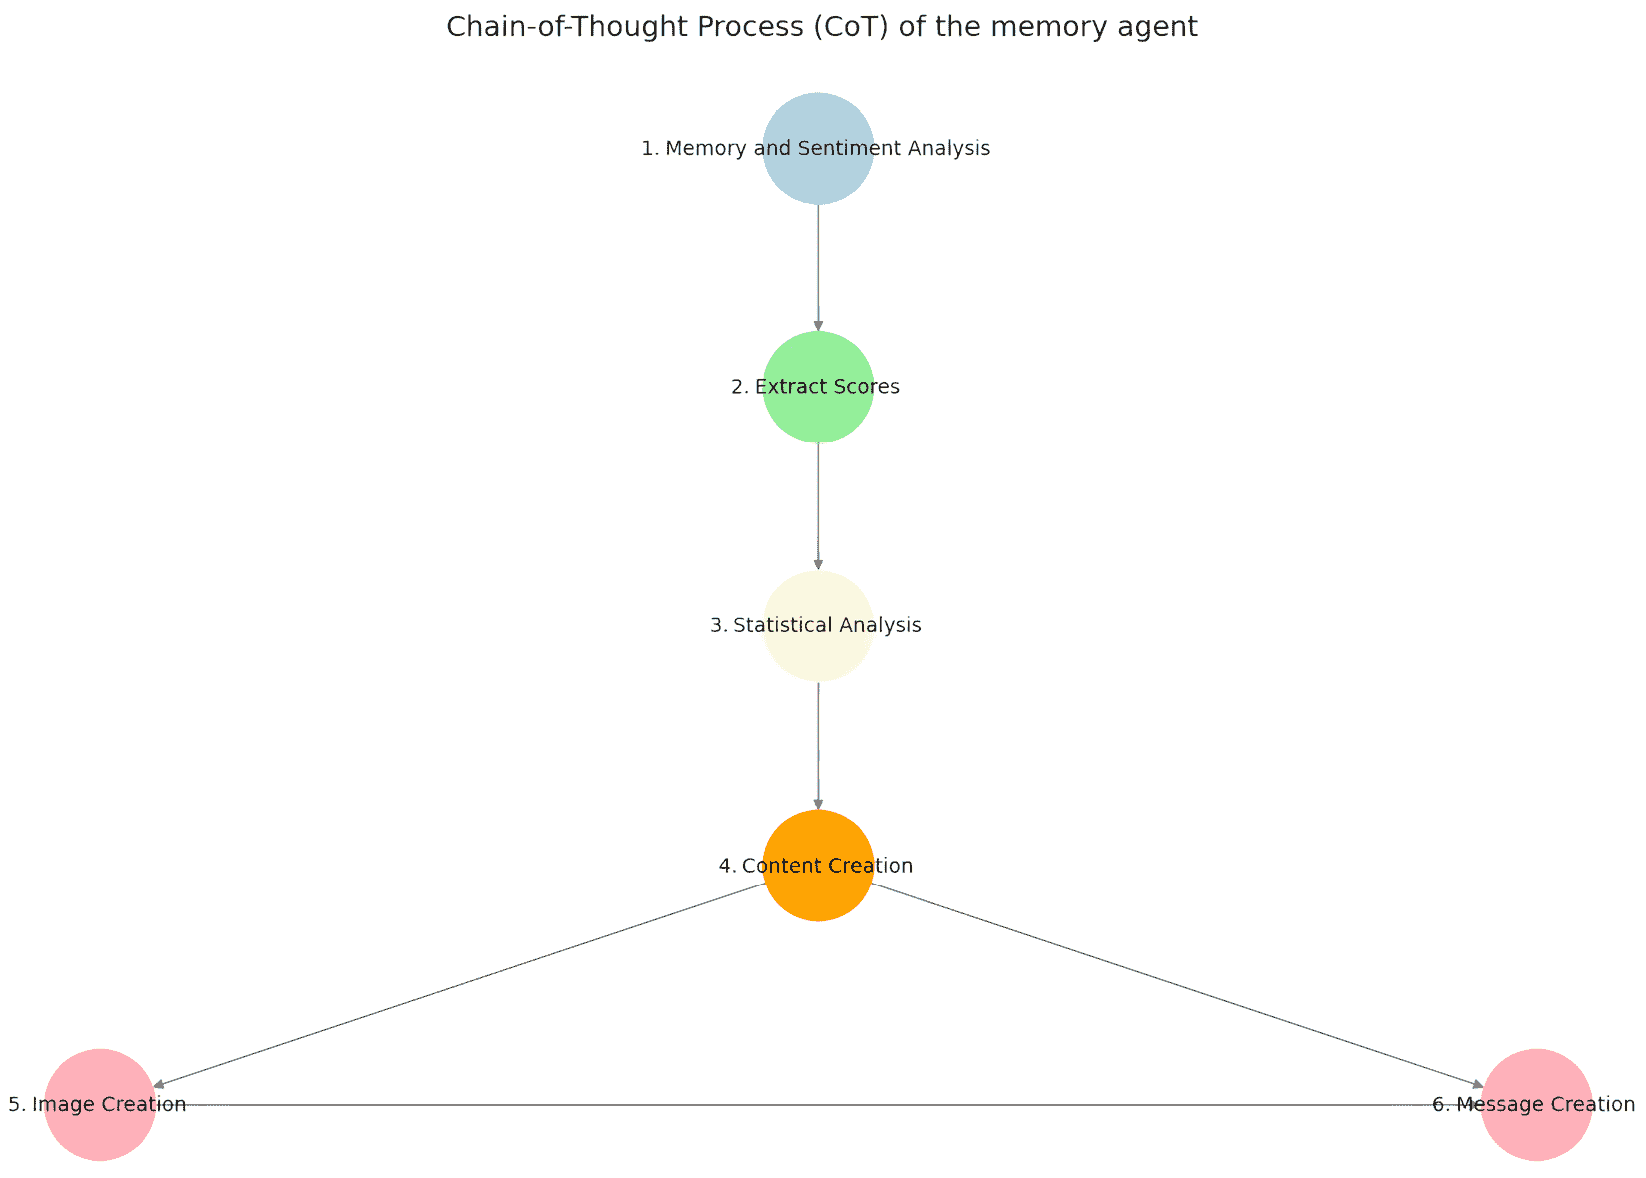 Chain-of-Thought Process (CoT) of the memory agent
1. Memory and Sentiment Analysis
2. Extract Scores
3. Statistical Analysis
4. Content Creation
5. Image Creation
6. Message Creation